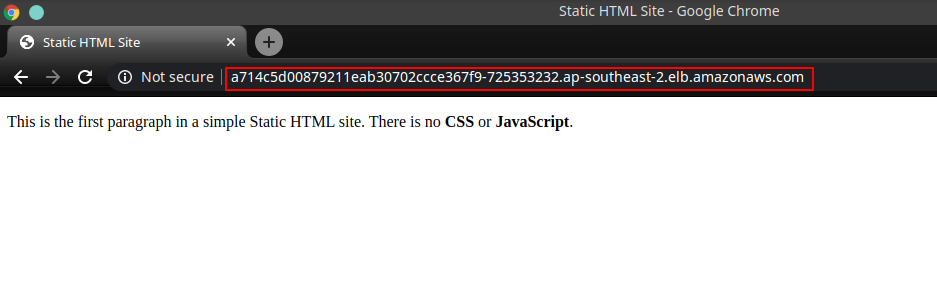 Static HTML Site - Google Chrome
Static HTML Site
Not secure a714c5d00879211eab30702ccce367f9-725353232.ap-southeast-2.elb.amazonaws.com
This is the first paragraph in a simple Static HTML site. There is no CSS or JavaScript.